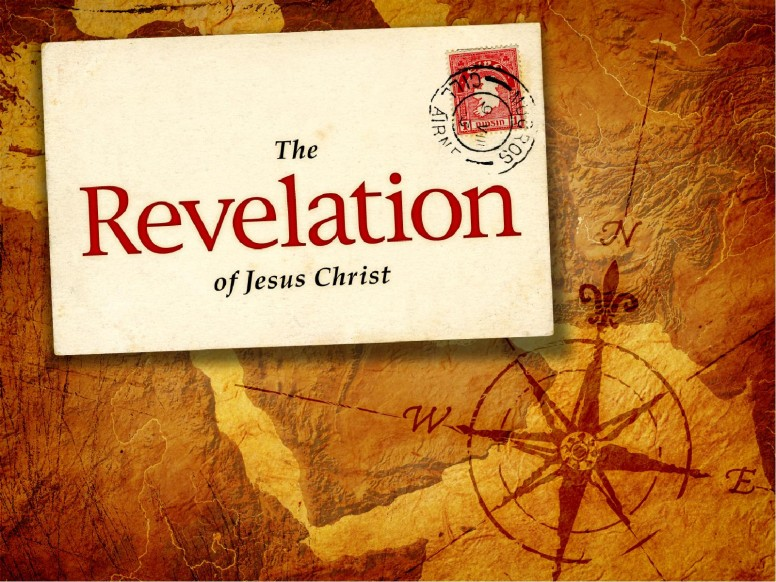 The
Revelation
of Jesus Christ
N
W
E